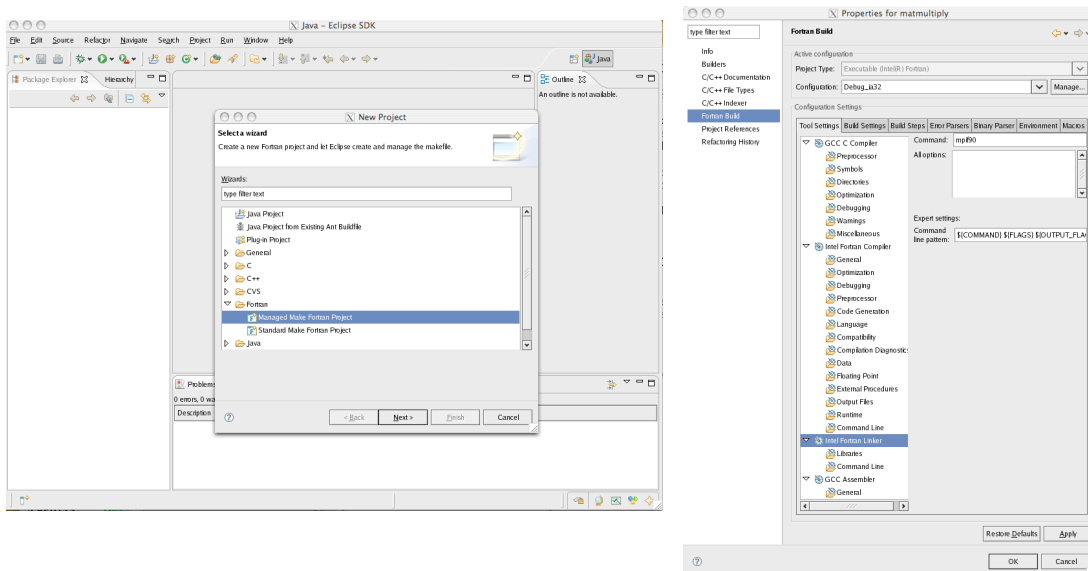 Java - Eclipse SDK
File Edit Source Refactor Navigate Search Project Run Window Help
Java
Package Explorer Hierarchy
Outline
An outline is not available.
New Project
Select a wizard
Create a new Fortran project and let Eclipse create and manage the makefile.
Wizards:
type filter text
Java Project
Java Project from Existing Ant Buildfile
Plug-in Project
General
C
C++
CVS
Fortran
Managed Make Fortran Project
Standard Make Fortran Project
Java
Problems
0 errors, 0 wa
Description
< Back Next > Finish Cancel
Properties for matmultiply
type filter text
Info
Builders
C/C++ Documentation
C/C++ File Types
C/C++ Indexer
Fortran Build
Project References
Refactoring History
Fortran Build
Active configuration
Project Type: Executable (Intel(R) Fortran)
Configuration: Debug_ia32 Manage...
Configuration Settings
Tool Settings Build Settings Build Steps Error Parsers Binary Parser Environment Macros
GCC C Compiler
Preprocessor
Symbols
Directories
Optimization
Debugging
Warnings
Miscellaneous
Intel Fortran Compiler
General
Optimization
Debugging
Preprocessor
Code Generation
Language
Compatibility
Compilation Diagnostics
Data
Floating Point
External Procedures
Output Files
Runtime
Command Line
Intel Fortran Linker
Libraries
Command Line
GCC Assembler
General
Command: mpif90
All options:
Expert settings:
Command
line pattern: ${COMMAND} ${FLAGS} ${OUTPUT_FLA
Restore Defaults Apply
OK Cancel